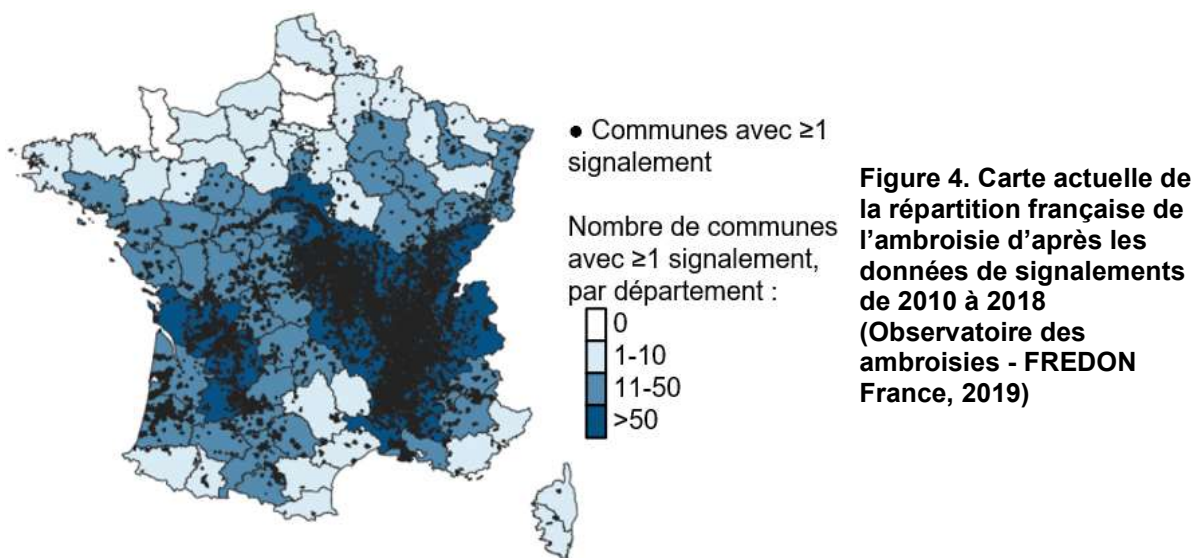 ● Communes avec ≥1
signalement
Nombre de communes
avec ≥1 signalement,
par département :
0
1-10
11-50
>50
Figure 4. Carte actuelle de
la répartition française de
l’ambroisie d’après les
données de signalements
de 2010 à 2018
(Observatoire des
ambroisies - FREDON
France, 2019)